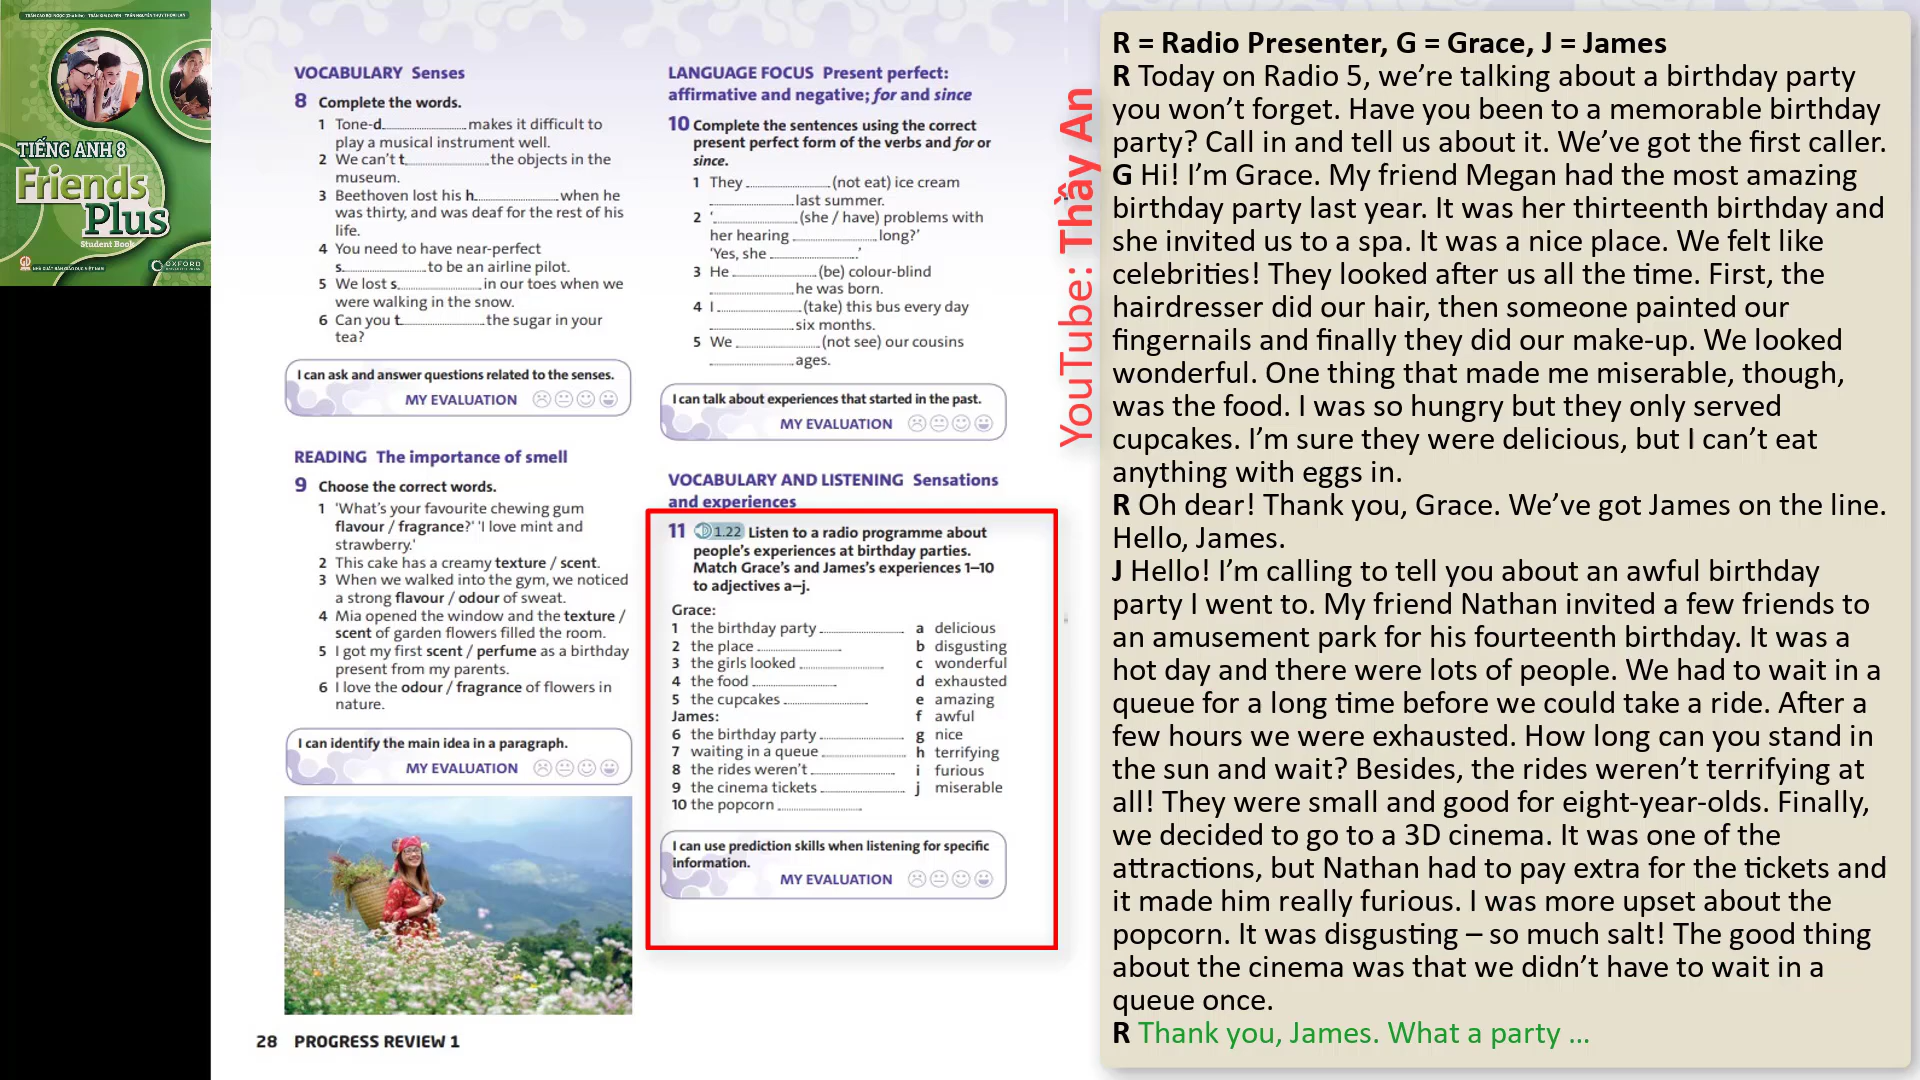 TRẦN CAO BỘI NGỌC (Chủ biên) - TRẦN KIM DUYÊN - TRẦN NGUYỄN THỤY THÙY LAN
TIẾNG ANH 8
Friends
Plus
Student Book
NHÀ XUẤT BẢN GIÁO DỤC VIỆT NAM
OXFORD
VOCABULARY Senses
8 Complete the words.
1 Tone-d............ makes it difficult to
play a musical instrument well.
2 We can't t............ the objects in the
museum.
3 Beethoven lost his h............ when he
was thirty, and was deaf for the rest of his
life.
4 You need to have near-perfect
s............ to be an airline pilot.
5 We lost s............ in our toes when we
were walking in the snow.
6 Can you t............ the sugar in your
tea?
I can ask and answer questions related to the senses.
MY EVALUATION
READING The importance of smell
9 Choose the correct words.
1 'What's your favourite chewing gum
flavour / fragrance?' 'I love mint and
strawberry.'
2 This cake has a creamy texture / scent.
3 When we walked into the gym, we noticed
a strong flavour / odour of sweat.
4 Mia opened the window and the texture /
scent of garden flowers filled the room.
5 I got my first scent / perfume as a birthday
present from my parents.
6 I love the odour / fragrance of flowers in
nature.
I can identify the main idea in a paragraph.
MY EVALUATION
28 PROGRESS REVIEW 1
LANGUAGE FOCUS Present perfect:
affirmative and negative; for and since
10 Complete the sentences using the correct
present perfect form of the verbs and for or
since.
1 They ............ (not eat) ice cream
............ last summer.
2 '............ (she / have) problems with
her hearing ............ long?'
'Yes, she .............'
3 He ............ (be) colour-blind
............ he was born.
4 I ............ (take) this bus every day
............ six months.
5 We ............ (not see) our cousins
............ ages.
I can talk about experiences that started in the past.
MY EVALUATION
VOCABULARY AND LISTENING Sensations
and experiences
11 1.22 Listen to a radio programme about
people's experiences at birthday parties.
Match Grace's and James's experiences 1–10
to adjectives a–j.
Grace:
1 the birthday party ............ a delicious
2 the place ............ b disgusting
3 the girls looked ............ c wonderful
4 the food ............ d exhausted
5 the cupcakes ............ e amazing
James: f awful
6 the birthday party ............ g nice
7 waiting in a queue ............ h terrifying
8 the rides weren't ............ i furious
9 the cinema tickets ............ j miserable
10 the popcorn ............
I can use prediction skills when listening for specific
information.
MY EVALUATION
YouTube: Thầy An
R = Radio Presenter, G = Grace, J = James
R Today on Radio 5, we're talking about a birthday party
you won't forget. Have you been to a memorable birthday
party? Call in and tell us about it. We've got the first caller.
G Hi! I'm Grace. My friend Megan had the most amazing
birthday party last year. It was her thirteenth birthday and
she invited us to a spa. It was a nice place. We felt like
celebrities! They looked after us all the time. First, the
hairdresser did our hair, then someone painted our
fingernails and finally they did our make-up. We looked
wonderful. One thing that made me miserable, though,
was the food. I was so hungry but they only served
cupcakes. I'm sure they were delicious, but I can't eat
anything with eggs in.
R Oh dear! Thank you, Grace. We've got James on the line.
Hello, James.
J Hello! I'm calling to tell you about an awful birthday
party I went to. My friend Nathan invited a few friends to
an amusement park for his fourteenth birthday. It was a
hot day and there were lots of people. We had to wait in a
queue for a long time before we could take a ride. After a
few hours we were exhausted. How long can you stand in
the sun and wait? Besides, the rides weren't terrifying at
all! They were small and good for eight-year-olds. Finally,
we decided to go to a 3D cinema. It was one of the
attractions, but Nathan had to pay extra for the tickets and
it made him really furious. I was more upset about the
popcorn. It was disgusting – so much salt! The good thing
about the cinema was that we didn't have to wait in a
queue once.
R Thank you, James. What a party ...